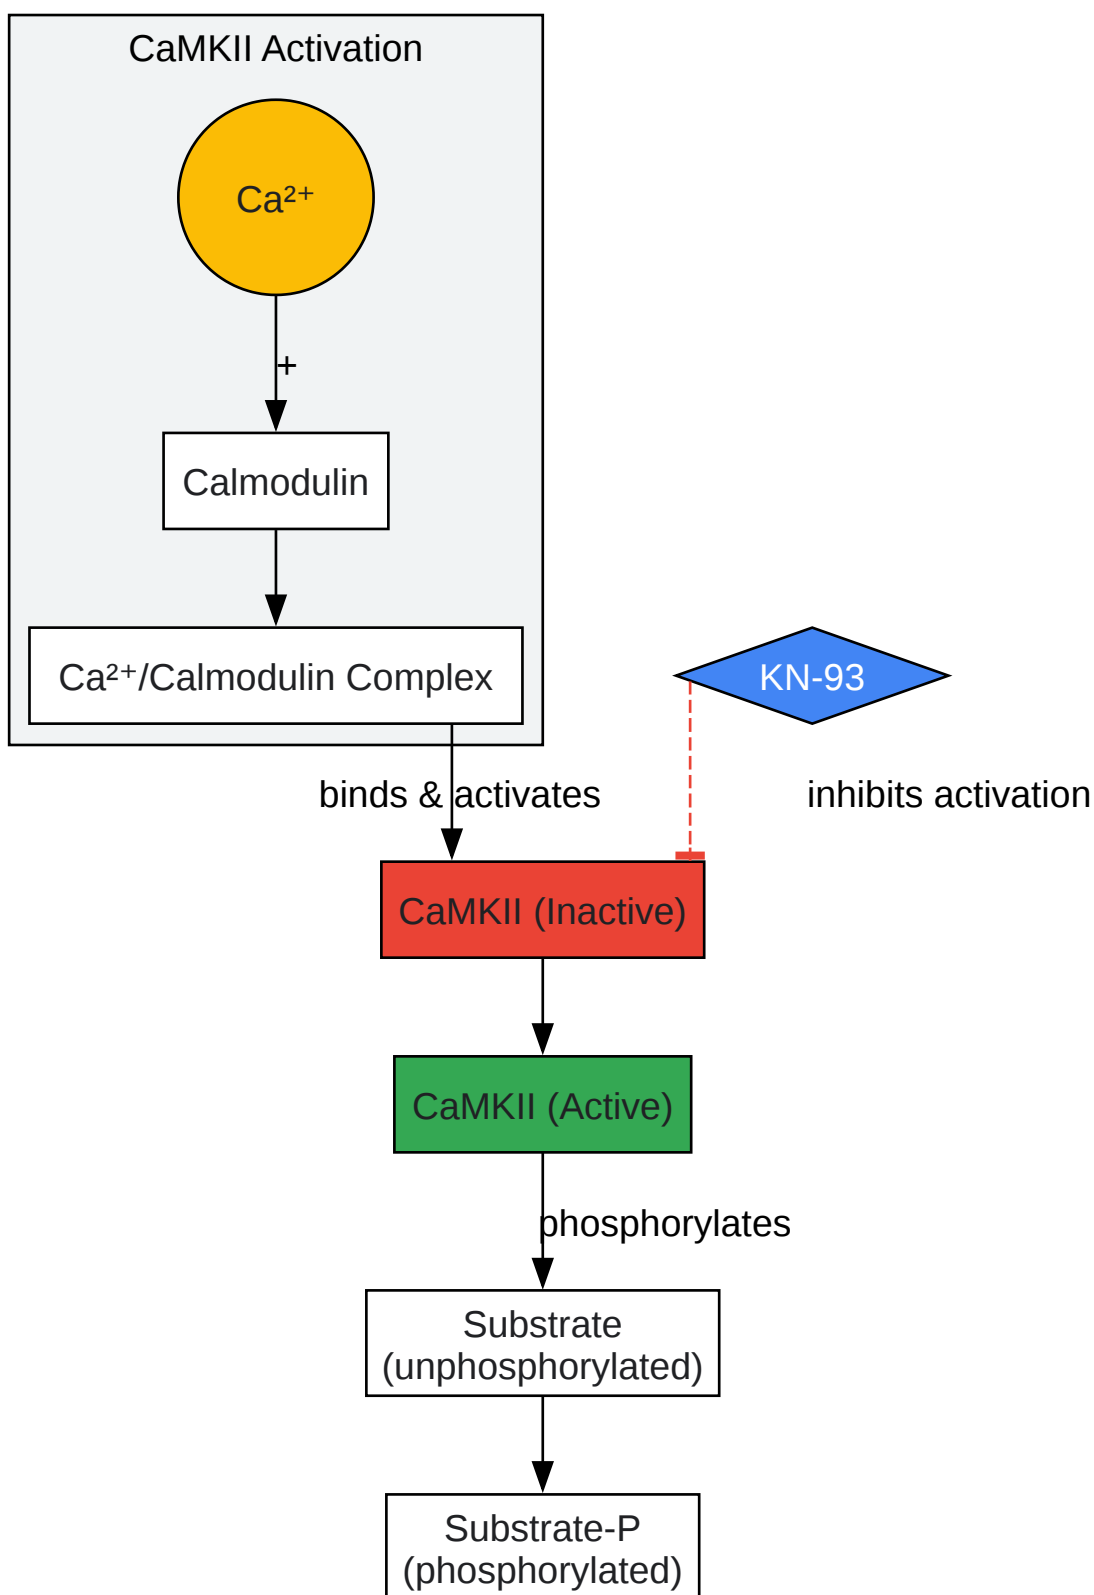 CaMKII Activation
Ca²⁺
+
Calmodulin
Ca²⁺/Calmodulin Complex
KN-93
binds & activates
inhibits activation
CaMKII (Inactive)
CaMKII (Active)
phosphorylates
Substrate
(unphosphorylated)
Substrate-P
(phosphorylated)